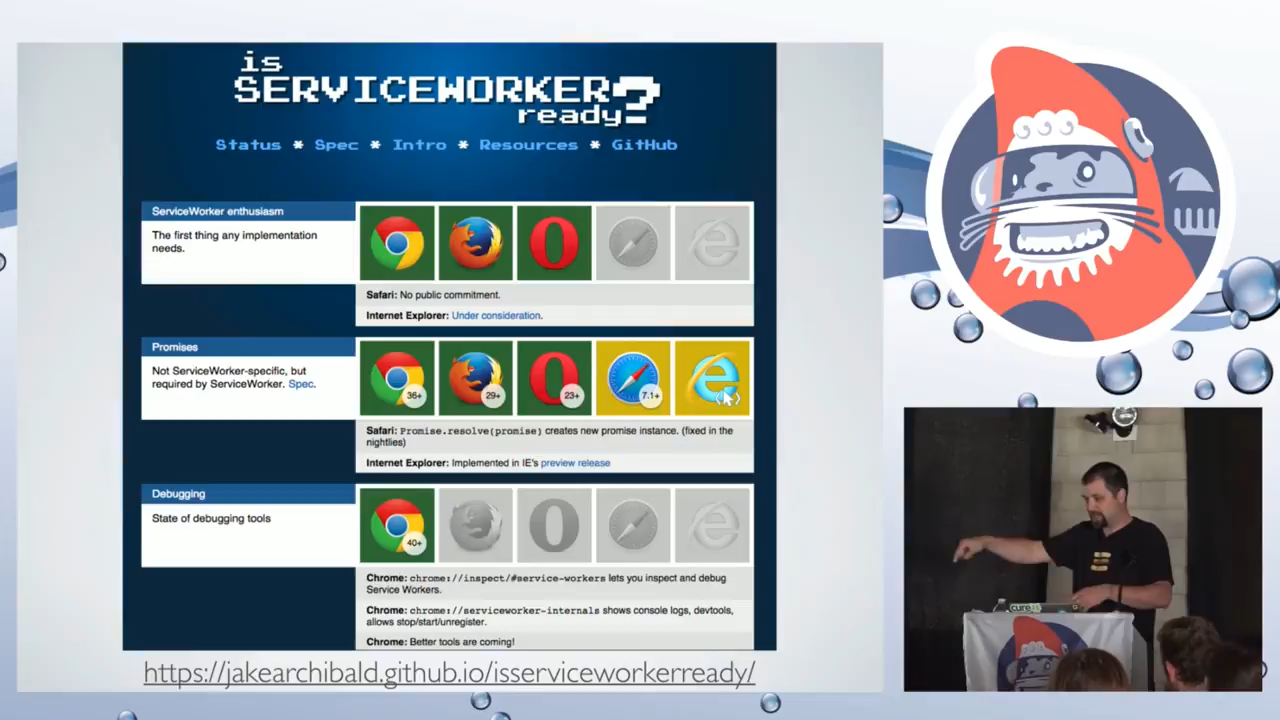 is
SERVICEWORKER
ready?
Status * Spec * Intro * Resources * GitHub
ServiceWorker enthusiasm
The first thing any implementation
needs.
Safari: No public commitment.
Internet Explorer: Under consideration.
Promises
Not ServiceWorker-specific, but
required by ServiceWorker. Spec.
36+
29+
23+
7.1+
Safari: Promise.resolve(promise) creates new promise instance. (fixed in the
nightlies)
Internet Explorer: Implemented in IE's preview release
Debugging
State of debugging tools
40+
Chrome: chrome://inspect/#service-workers lets you inspect and debug
Service Workers.
Chrome: chrome://serviceworker-internals shows console logs, devtools,
allows stop/start/unregister.
Chrome: Better tools are coming!
https://jakearchibald.github.io/isserviceworkerready/